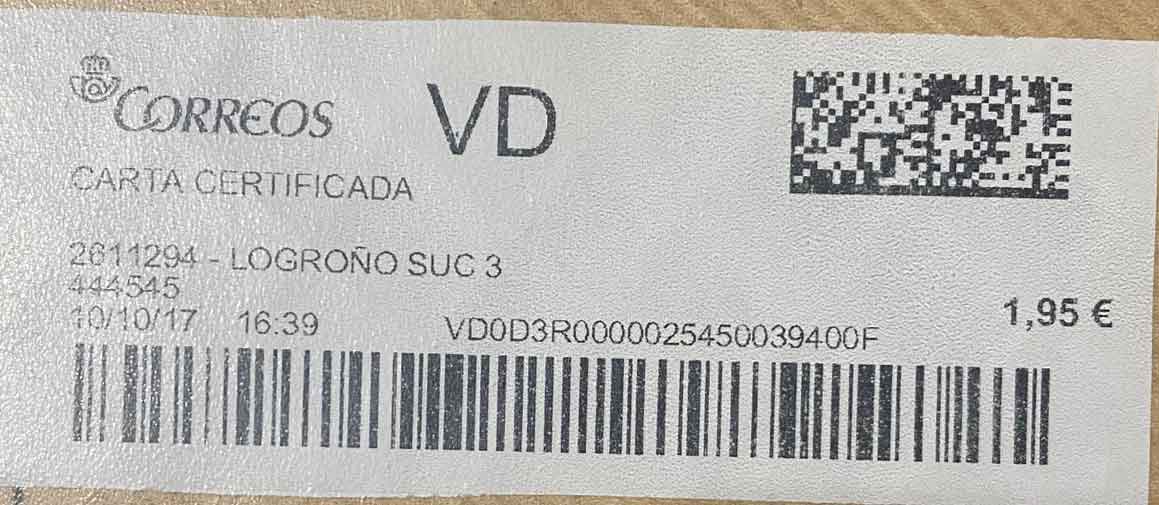 CORREOS VD
CARTA CERTIFICADA
2611294 - LOGROÑO SUC 3
444545
1,95 €
10/10/17 16:39 VD0D3R0000025450039400F